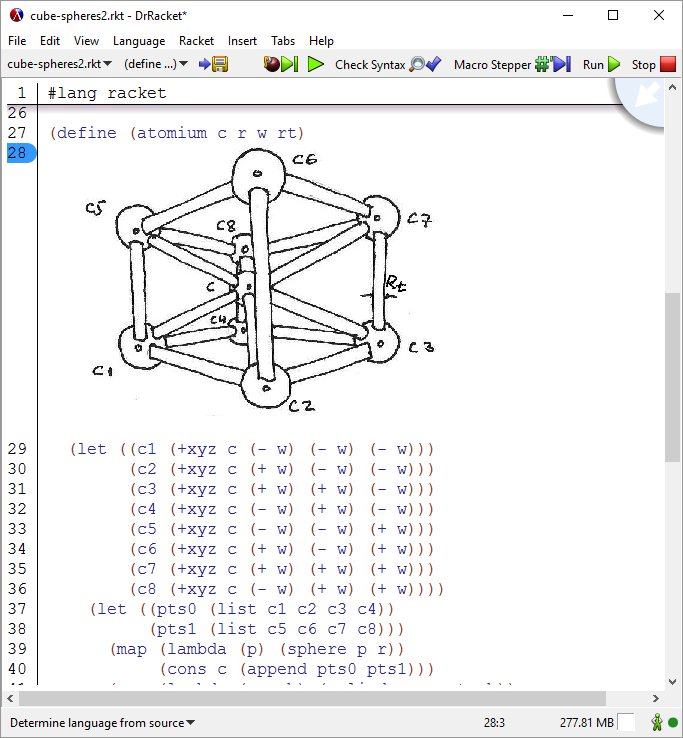 cube-spheres2.rkt - DrRacket*
File Edit View Language Racket Insert Tabs Help
cube-spheres2.rkt (define ...) Check Syntax Macro Stepper Run Stop
1 #lang racket
26
27 (define (atomium c r w rt)
28
C6
C5
C7
C8
C
Rt
C4
C3
C1
C2
29 (let ((c1 (+xyz c (- w) (- w) (- w)))
30 (c2 (+xyz c (+ w) (- w) (- w)))
31 (c3 (+xyz c (+ w) (+ w) (- w)))
32 (c4 (+xyz c (- w) (+ w) (- w)))
33 (c5 (+xyz c (- w) (- w) (+ w)))
34 (c6 (+xyz c (+ w) (- w) (+ w)))
35 (c7 (+xyz c (+ w) (+ w) (+ w)))
36 (c8 (+xyz c (- w) (+ w) (+ w))))
37 (let ((pts0 (list c1 c2 c3 c4))
38 (pts1 (list c5 c6 c7 c8)))
39 (map (lambda (p) (sphere p r))
40 (cons c (append pts0 pts1)))
Determine language from source 28:3 277.81 MB